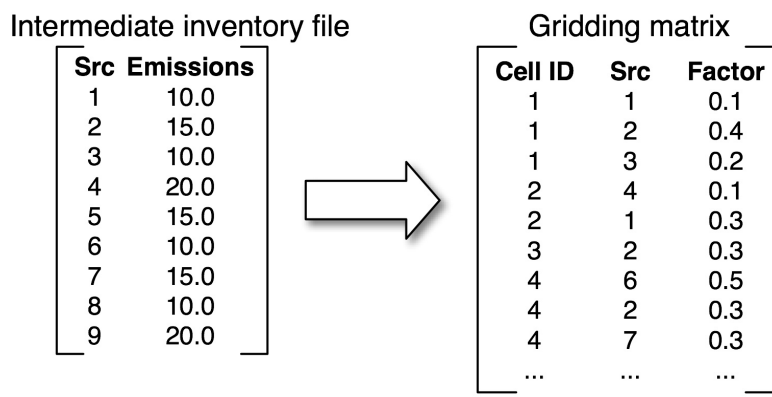 Intermediate inventory file
Src Emissions
1 10.0
2 15.0
3 10.0
4 20.0
5 15.0
6 10.0
7 15.0
8 10.0
9 20.0
Gridding matrix
Cell ID Src Factor
1 1 0.1
1 2 0.4
1 3 0.2
2 4 0.1
2 1 0.3
3 2 0.3
4 6 0.5
4 2 0.3
4 7 0.3
... ... ...